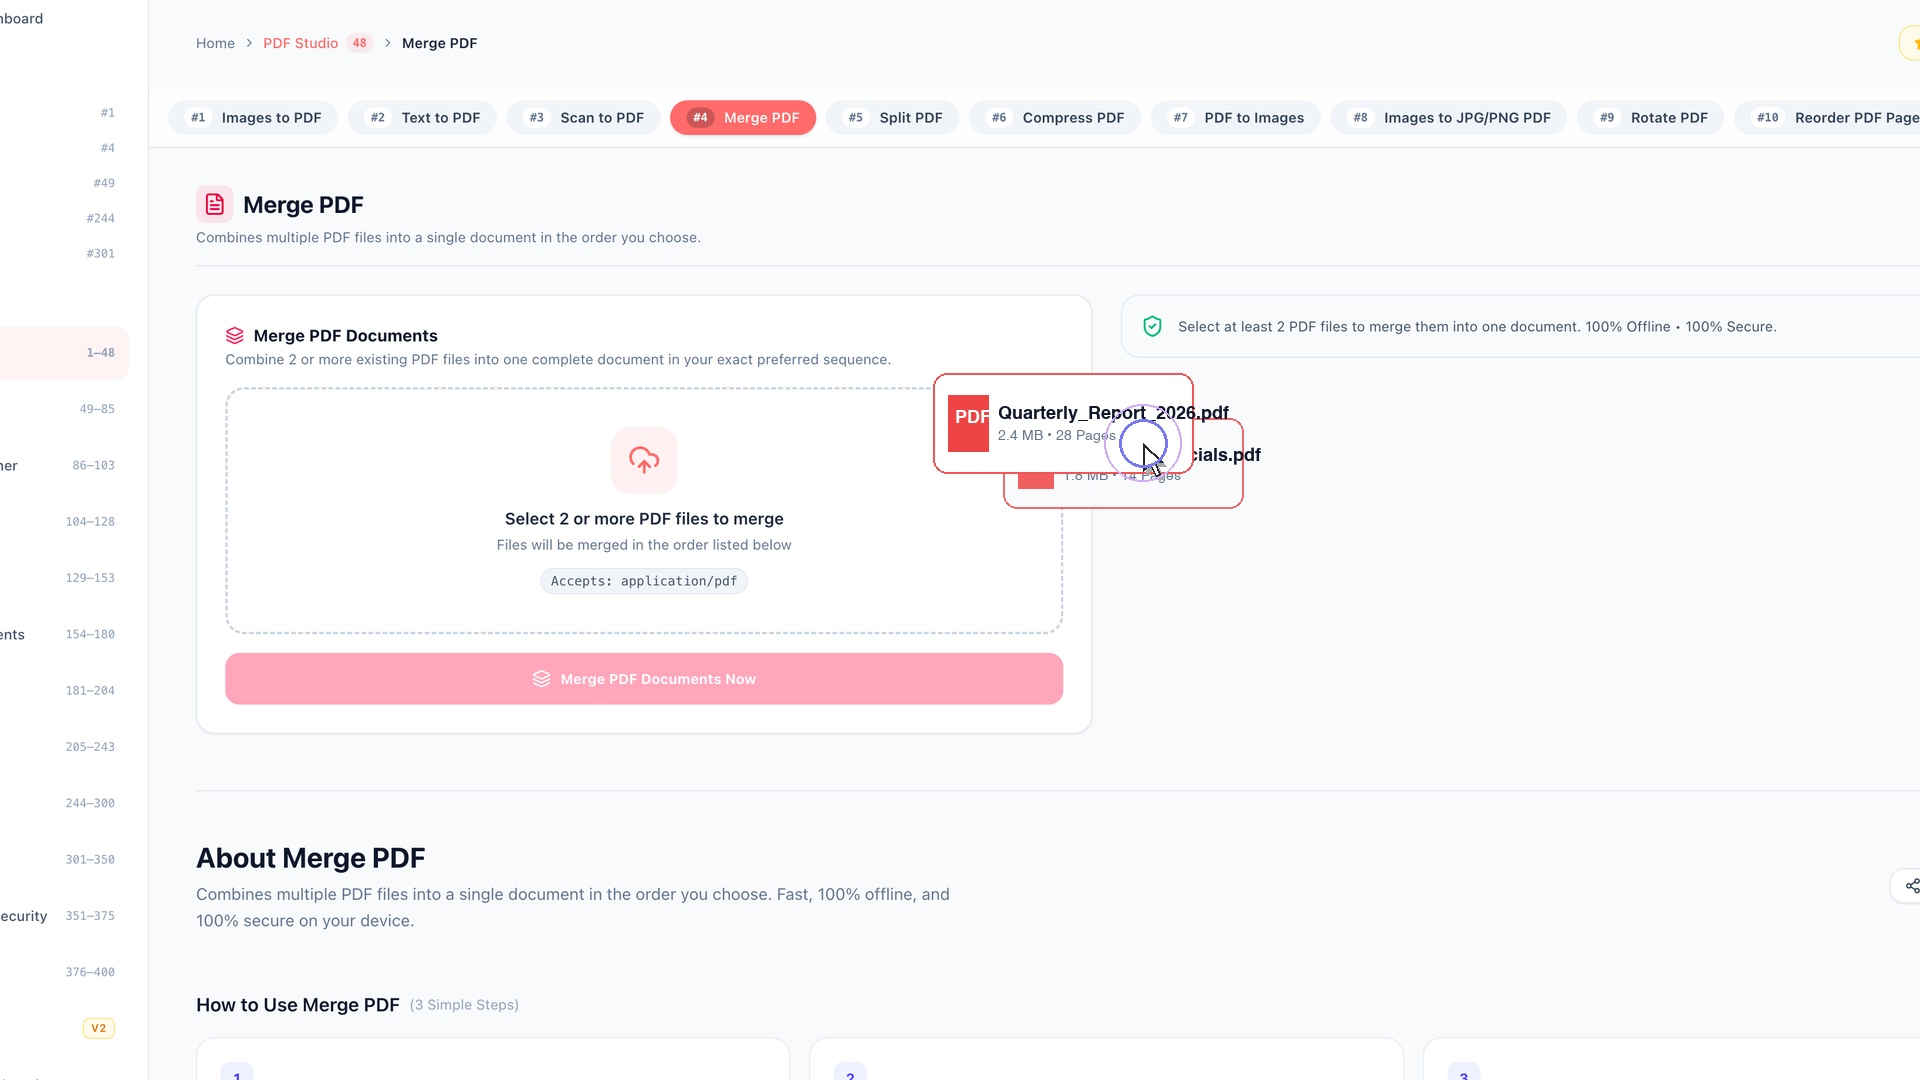 nboard
Home > PDF Studio 48 > Merge PDF
#1
#4
#49
#244
#301
1–48
49–85
ner 86–103
104–128
129–153
ents 154–180
181–204
205–243
244–300
301–350
ecurity 351–375
376–400
V2
#1 Images to PDF #2 Text to PDF #3 Scan to PDF #4 Merge PDF #5 Split PDF #6 Compress PDF #7 PDF to Images #8 Images to JPG/PNG PDF #9 Rotate PDF #10 Reorder PDF Page
Merge PDF
Combines multiple PDF files into a single document in the order you choose.
Merge PDF Documents
Combine 2 or more existing PDF files into one complete document in your exact preferred sequence.
Select 2 or more PDF files to merge
Files will be merged in the order listed below
Accepts: application/pdf
Merge PDF Documents Now
Select at least 2 PDF files to merge them into one document. 100% Offline • 100% Secure.
PDF
Quarterly_Report_2026.pdf
2.4 MB • 28 Pages
cials.pdf
1.8 MB • 14 Pages
About Merge PDF
Combines multiple PDF files into a single document in the order you choose. Fast, 100% offline, and
100% secure on your device.
How to Use Merge PDF (3 Simple Steps)
1
2
3